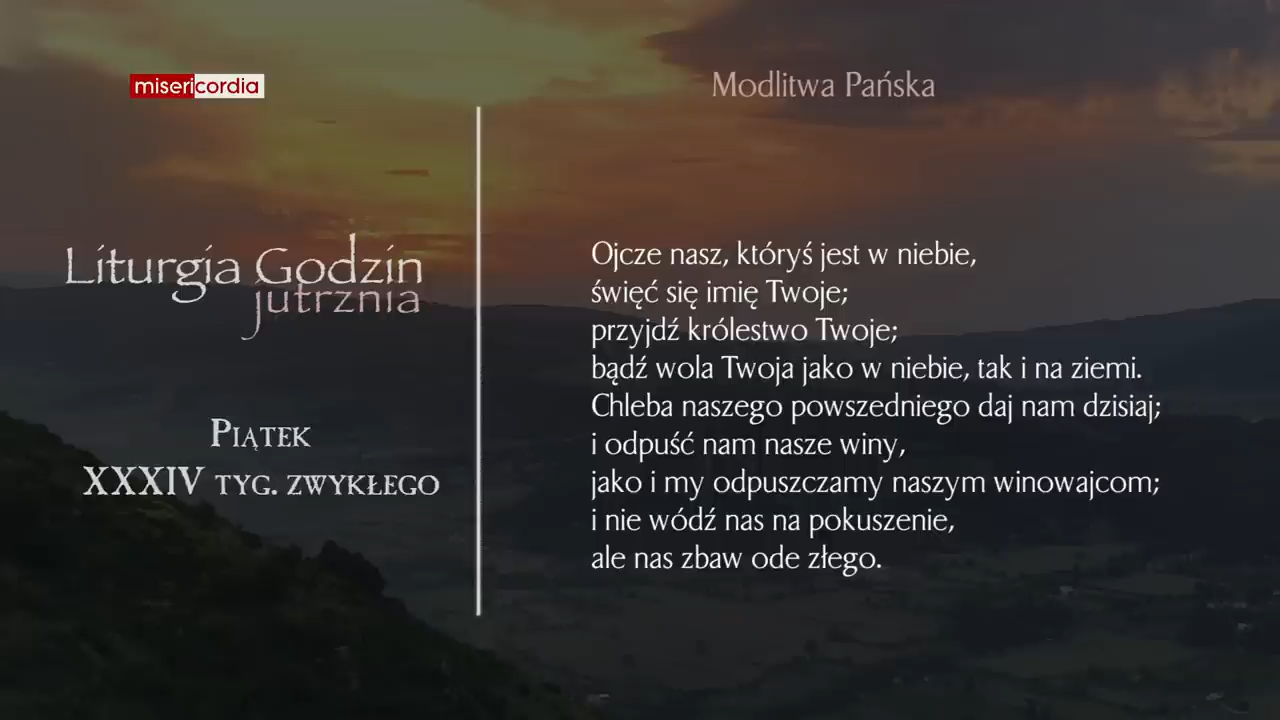 misericordia
Modlitwa Pańska
Liturgia Godzin
jutrznia
Piątek
XXXIV tyg. zwykłego
Ojcze nasz, któryś jest w niebie,
święć się imię Twoje;
przyjdź królestwo Twoje;
bądź wola Twoja jako w niebie, tak i na ziemi.
Chleba naszego powszedniego daj nam dzisiaj;
i odpuść nam nasze winy,
jako i my odpuszczamy naszym winowajcom;
i nie wódź nas na pokuszenie,
ale nas zbaw ode złego.